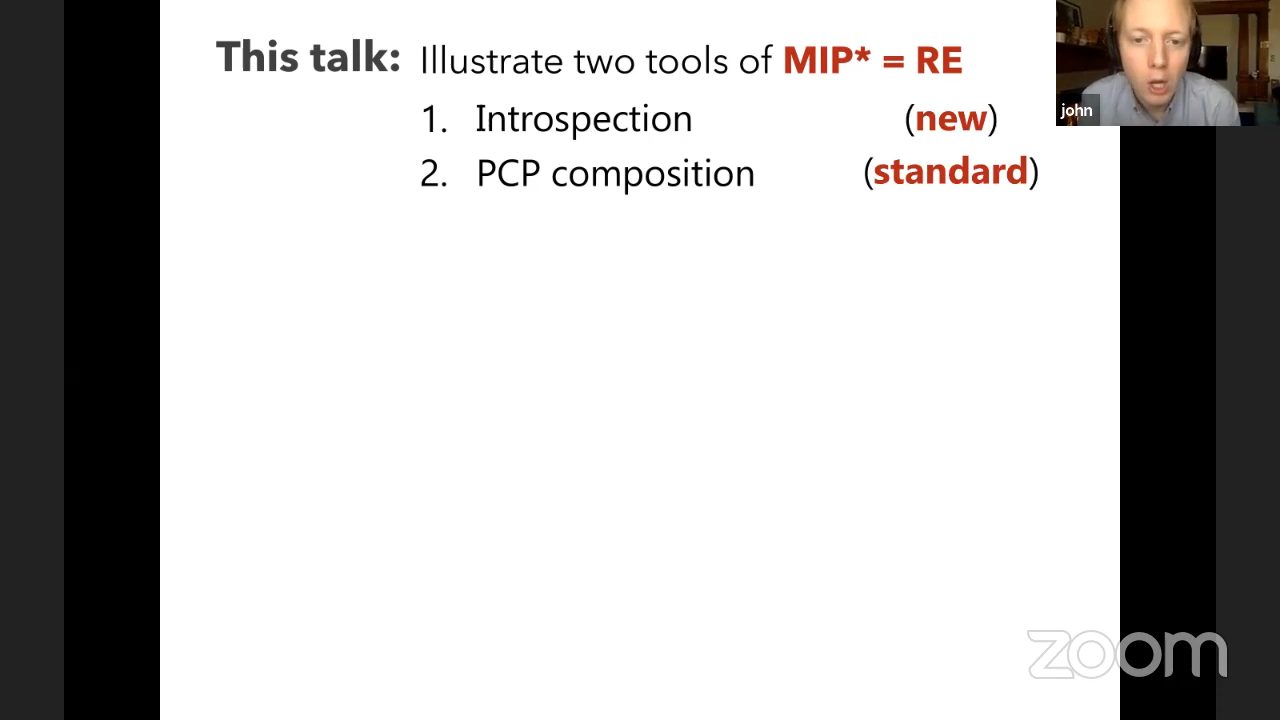 This talk: Illustrate two tools of MIP* = RE
1. Introspection (new)
2. PCP composition (standard)
john
zoom